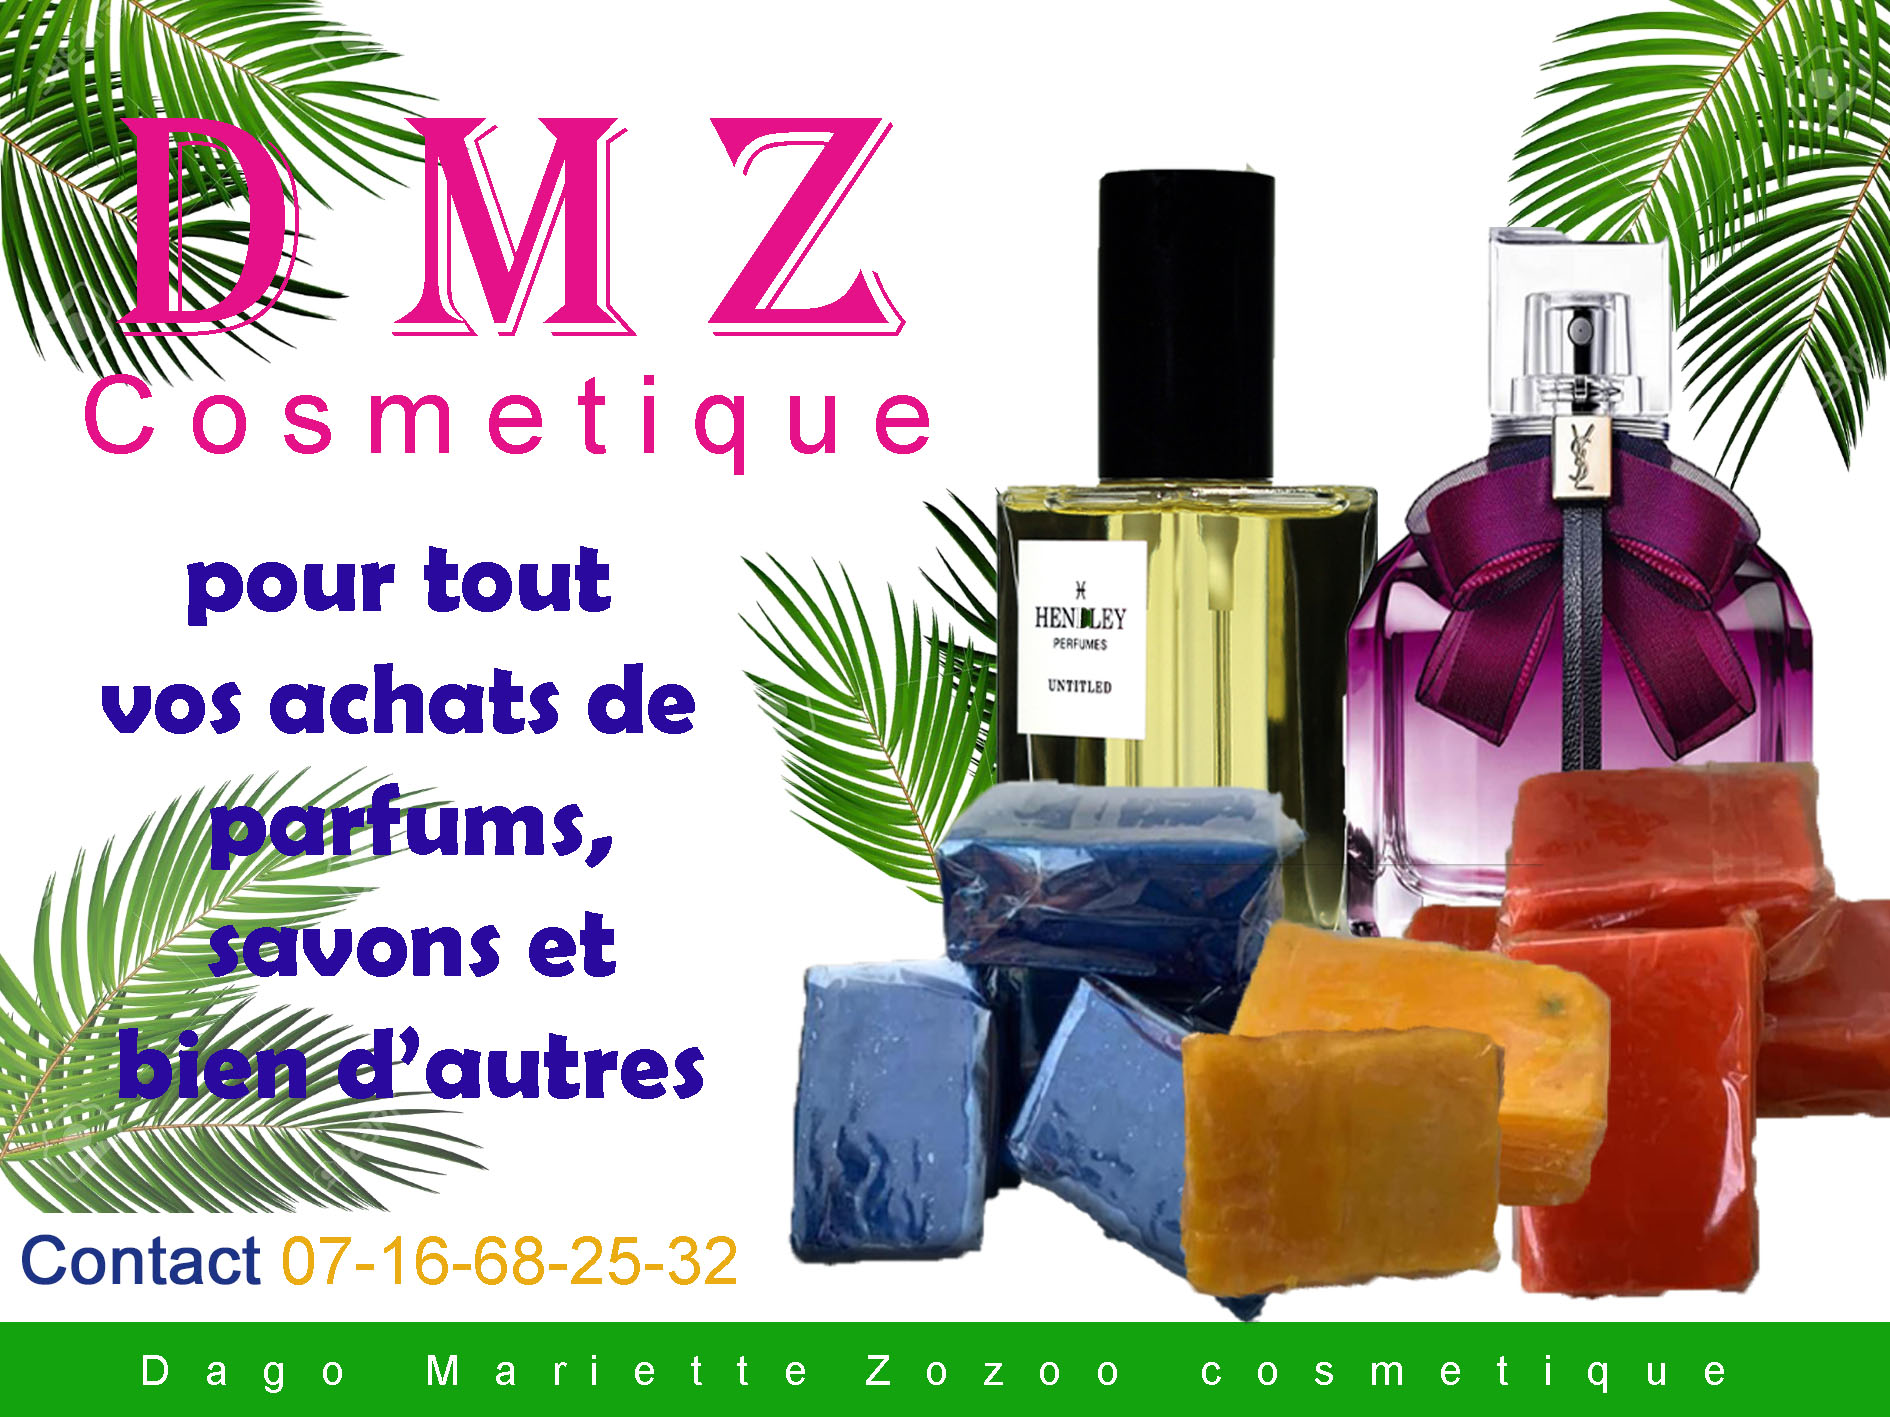 D M Z
Cosmetique
pour tout
vos achats de
parfums,
savons et
bien d'autres
Contact 07-16-68-25-32
HENDLEY
PERFUMES
UNTITLED
YSL
Dago Mariette Zozoo cosmetique